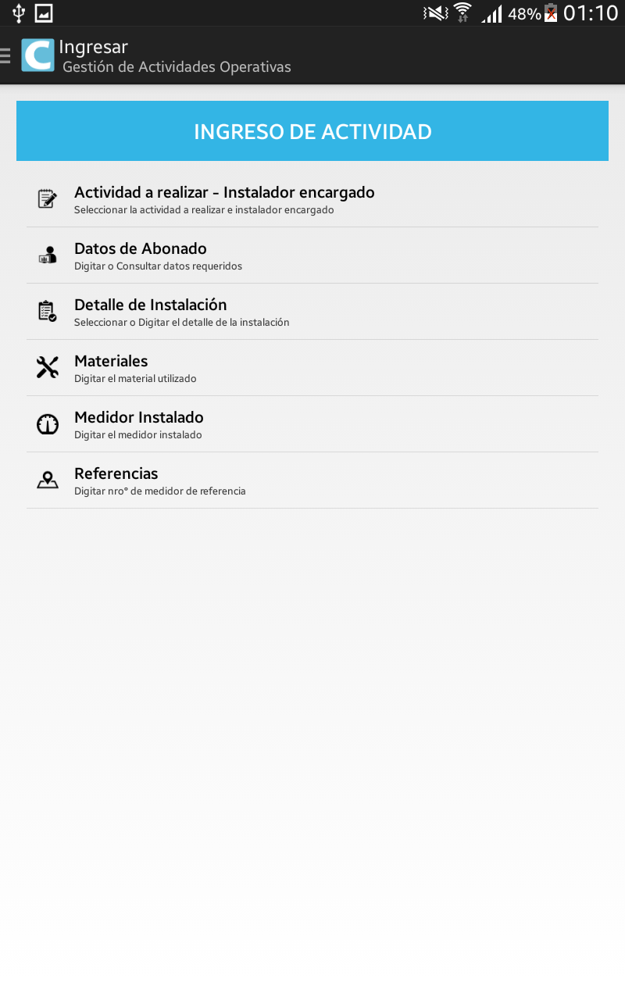 48% 01:10
C Ingresar
Gestión de Actividades Operativas
INGRESO DE ACTIVIDAD
Actividad a realizar - Instalador encargado
Seleccionar la actividad a realizar e instalador encargado
Datos de Abonado
Digitar o Consultar datos requeridos
Detalle de Instalación
Seleccionar o Digitar el detalle de la instalación
Materiales
Digitar el material utilizado
Medidor Instalado
Digitar el medidor instalado
Referencias
Digitar nro° de medidor de referencia